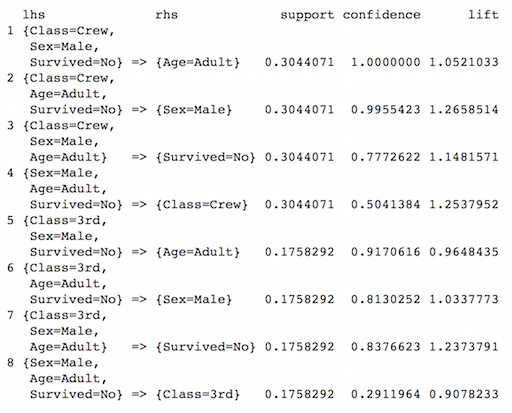 lhs rhs support confidence lift
1 {Class=Crew,
Sex=Male,
Survived=No} => {Age=Adult} 0.3044071 1.0000000 1.0521033
2 {Class=Crew,
Age=Adult,
Survived=No} => {Sex=Male} 0.3044071 0.9955423 1.2658514
3 {Class=Crew,
Sex=Male,
Age=Adult} => {Survived=No} 0.3044071 0.7772622 1.1481571
4 {Sex=Male,
Age=Adult,
Survived=No} => {Class=Crew} 0.3044071 0.5041384 1.2537952
5 {Class=3rd,
Sex=Male,
Survived=No} => {Age=Adult} 0.1758292 0.9170616 0.9648435
6 {Class=3rd,
Age=Adult,
Survived=No} => {Sex=Male} 0.1758292 0.8130252 1.0337773
7 {Class=3rd,
Sex=Male,
Age=Adult} => {Survived=No} 0.1758292 0.8376623 1.2373791
8 {Sex=Male,
Age=Adult,
Survived=No} => {Class=3rd} 0.1758292 0.2911964 0.9078233